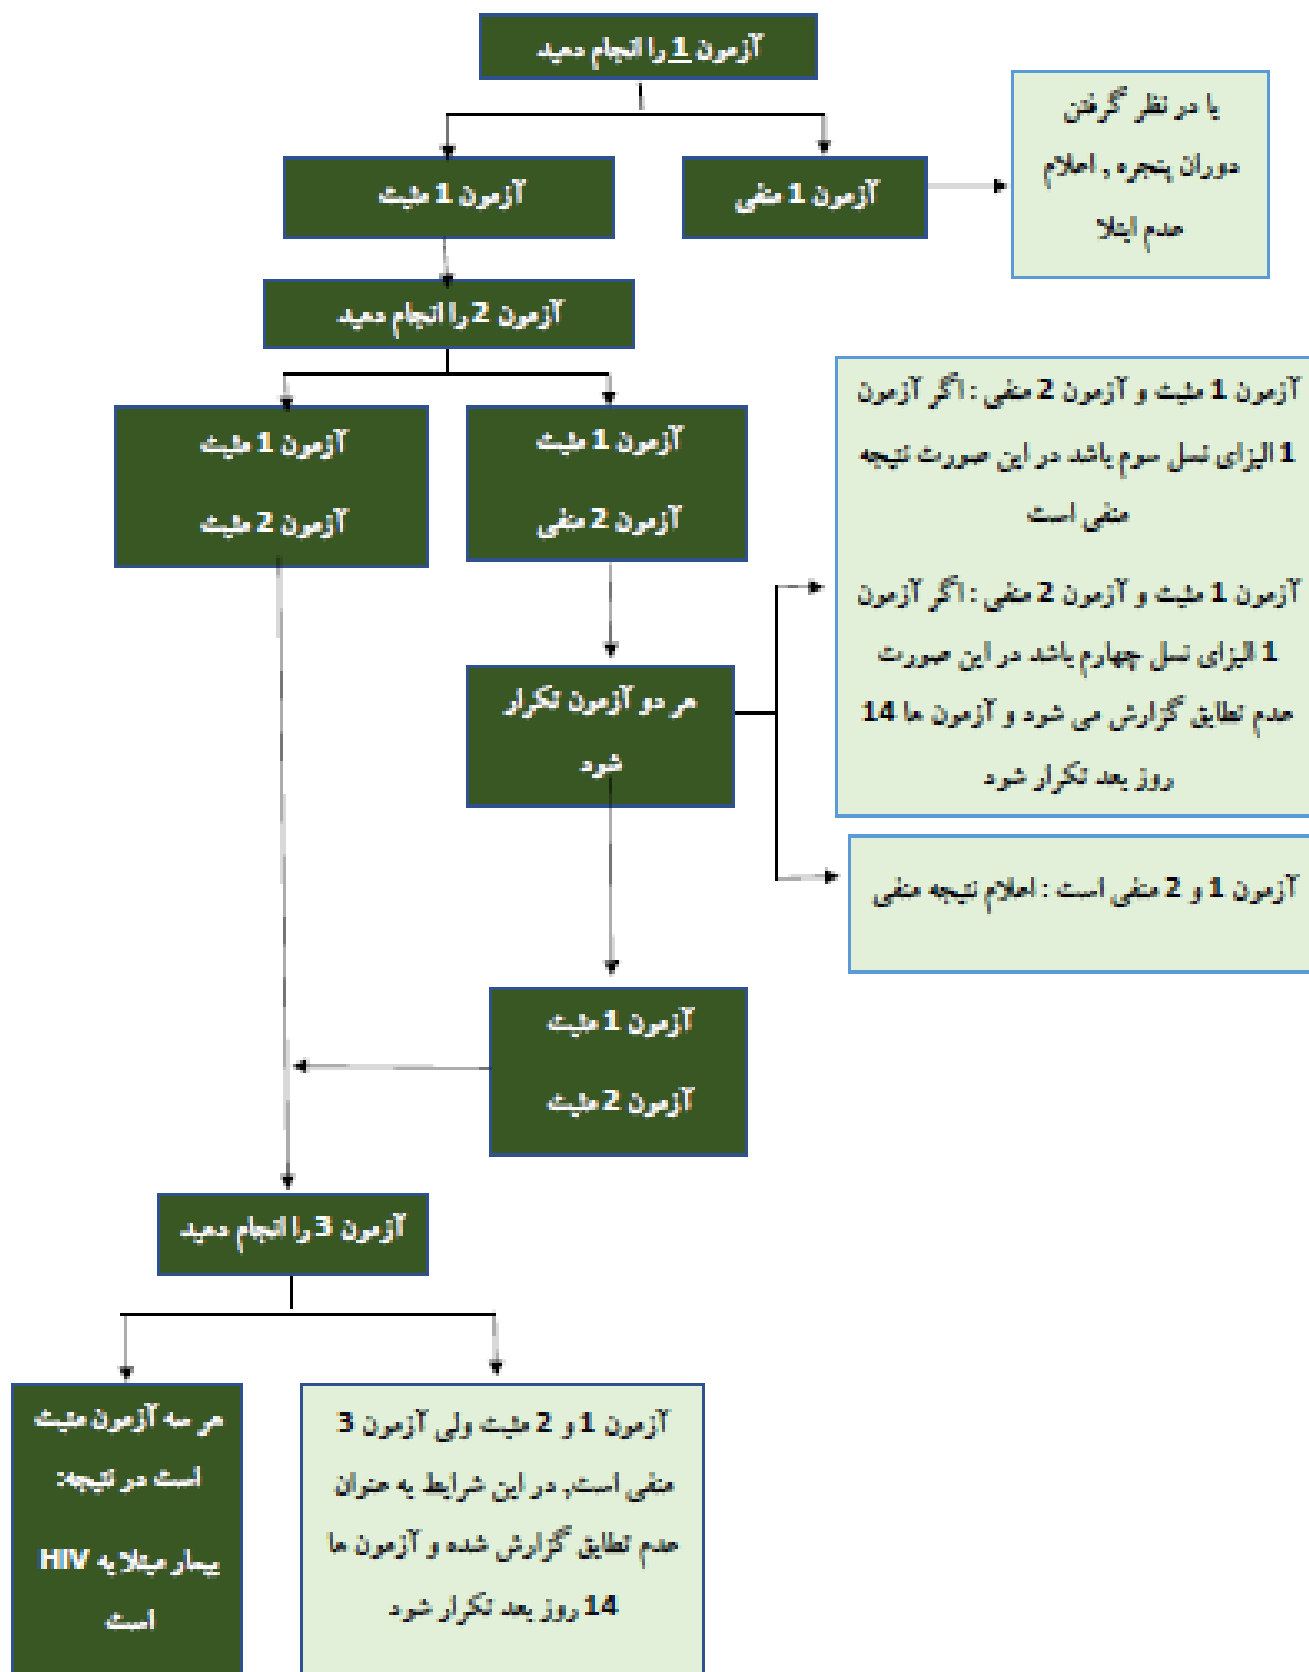 آزمون 1 را انجام دهید
با در نظر گرفتن
دوران پنجره , اعلام
عدم ابتلا
آزمون 1 منفی
آزمون 1 مثبت
آزمون 2 را انجام دهید
آزمون 1 مثبت
آزمون 2 منفی
آزمون 1 مثبت
آزمون 2 مثبت
آزمون 1 مثبت و آزمون 2 منفی : اگر آزمون
1 الیزای نسل سوم باشد در این صورت نتیجه
منفی است
آزمون 1 مثبت و آزمون 2 منفی : اگر آزمون
1 الیزای نسل چهارم باشد در این صورت
عدم تطابق گزارش می شود و آزمون ها 14
روز بعد تکرار شود
هر دو آزمون تکرار
شود
آزمون 1 و 2 منفی است : اعلام نتیجه منفی
آزمون 1 مثبت
آزمون 2 مثبت
آزمون 3 را انجام دهید
آزمون 1 و 2 مثبت ولی آزمون 3
منفی است, در این شرایط به عنوان
عدم تطابق گزارش شده و آزمون ها
14 روز بعد تکرار شود
هر سه آزمون مثبت
است در نتیجه:
بیمار مبتلا به HIV
است